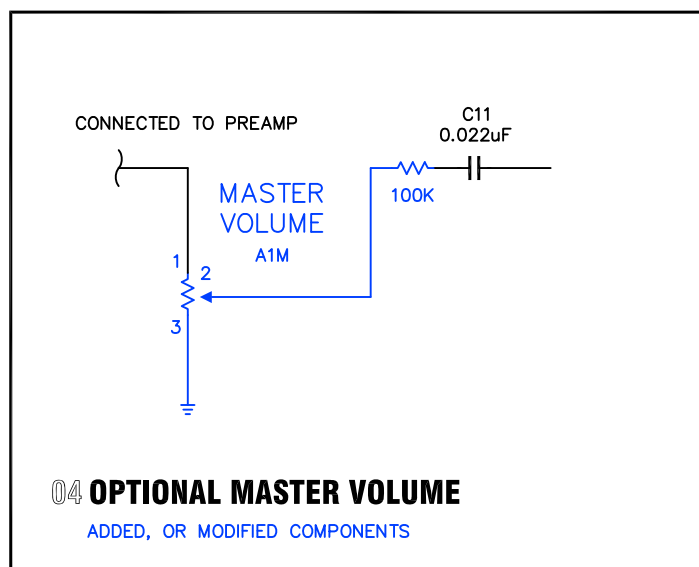 C11
0.022uF
CONNECTED TO PREAMP
MASTER
VOLUME
A1M
100K
1
2
3
04 OPTIONAL MASTER VOLUME
ADDED, OR MODIFIED COMPONENTS